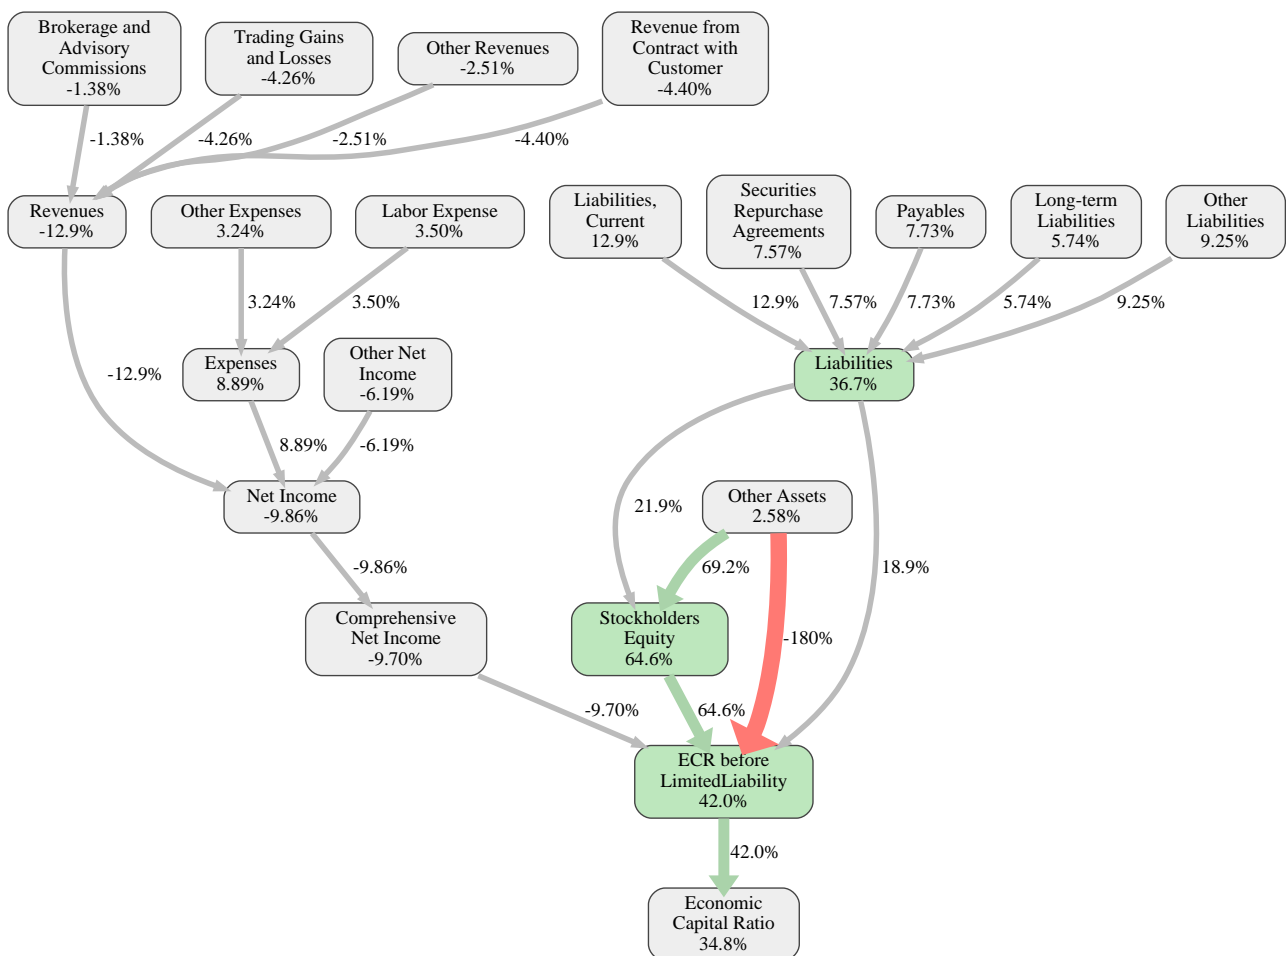 Brokerage and
Advisory
Commissions
-1.38%
Trading Gains
and Losses
-4.26%
Other Revenues
-2.51%
Revenue from
Contract with
Customer
-4.40%
-1.38%
-4.26%
-2.51%
-4.40%
Revenues
-12.9%
Other Expenses
3.24%
Labor Expense
3.50%
Liabilities,
Current
12.9%
Securities
Repurchase
Agreements
7.57%
Payables
7.73%
Long-term
Liabilities
5.74%
Other
Liabilities
9.25%
3.24%
3.50%
12.9%
7.57%
7.73%
5.74%
9.25%
-12.9%
Expenses
8.89%
Other Net
Income
-6.19%
Liabilities
36.7%
8.89%
-6.19%
Net Income
-9.86%
21.9%
Other Assets
2.58%
-9.86%
69.2%
18.9%
Comprehensive
Net Income
-9.70%
Stockholders
Equity
64.6%
-180%
-9.70%
64.6%
ECR before
LimitedLiability
42.0%
42.0%
Economic
Capital Ratio
34.8%